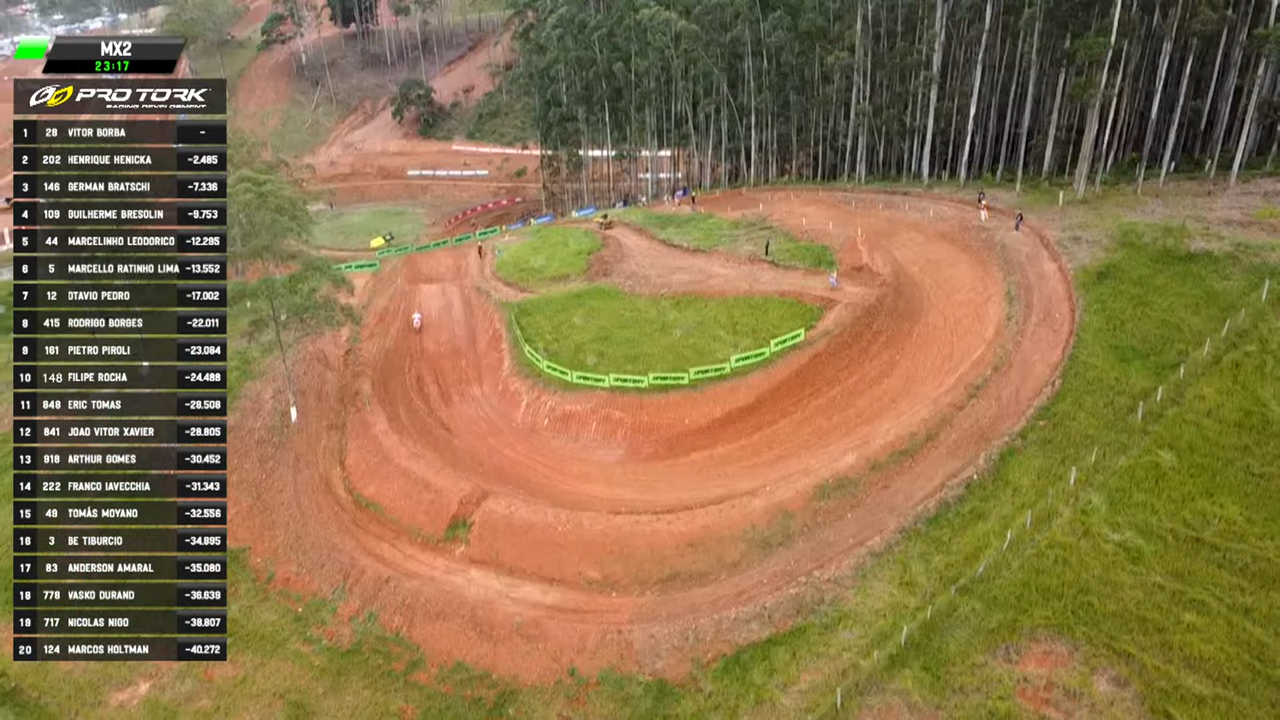 MX2
23:17
PRO TORK
RACING DEVELOPMENT
1 28 VITOR BORBA -
2 202 HENRIQUE HENICKA -2.485
3 146 GERMAN BRATSCHI -7.336
4 109 GUILHERME BRESOLIN -9.753
5 44 MARCELINHO LEODORICO -12.295
6 5 MARCELLO RATINHO LIMA -13.552
7 12 OTAVIO PEDRO -17.002
8 415 RODRIGO BORGES -22.011
9 161 PIETRO PIROLI -23.084
10 148 FILIPE ROCHA -24.488
11 848 ERIC TOMAS -28.508
12 841 JOAO VITOR XAVIER -28.805
13 918 ARTHUR GOMES -30.452
14 222 FRANCO IAVECCHIA -31.343
15 49 TOMÁS MOYANO -32.556
16 3 BE TIBURCIO -34.895
17 83 ANDERSON AMARAL -35.080
18 778 VASKO DURAND -36.639
19 717 NICOLAS NIGO -38.807
20 124 MARCOS HOLTMAN -40.272